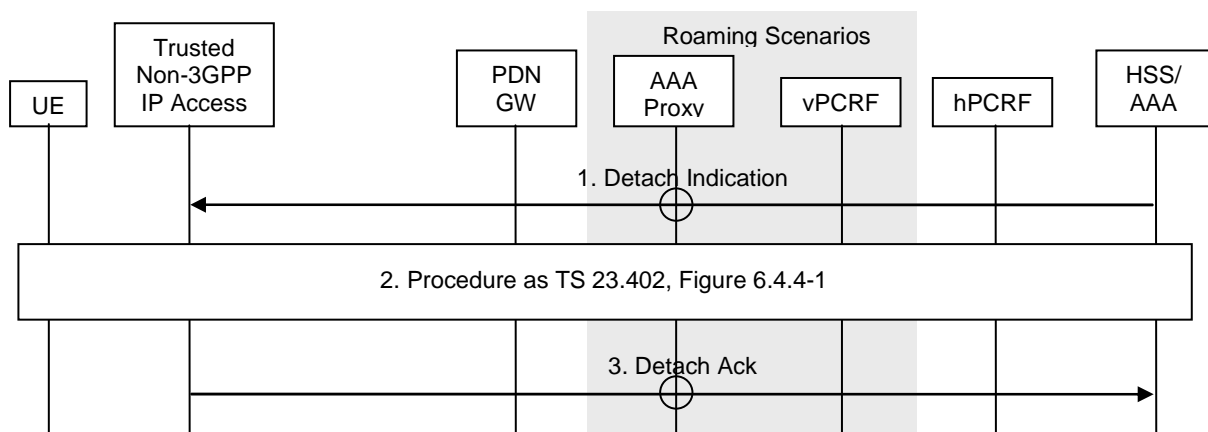 Roaming Scenarios
UE
Trusted
Non-3GPP
IP Access
PDN
GW
AAA
Proxy
vPCRF
hPCRF
HSS/
AAA
1. Detach Indication
2. Procedure as TS 23.402, Figure 6.4.4-1
3. Detach Ack